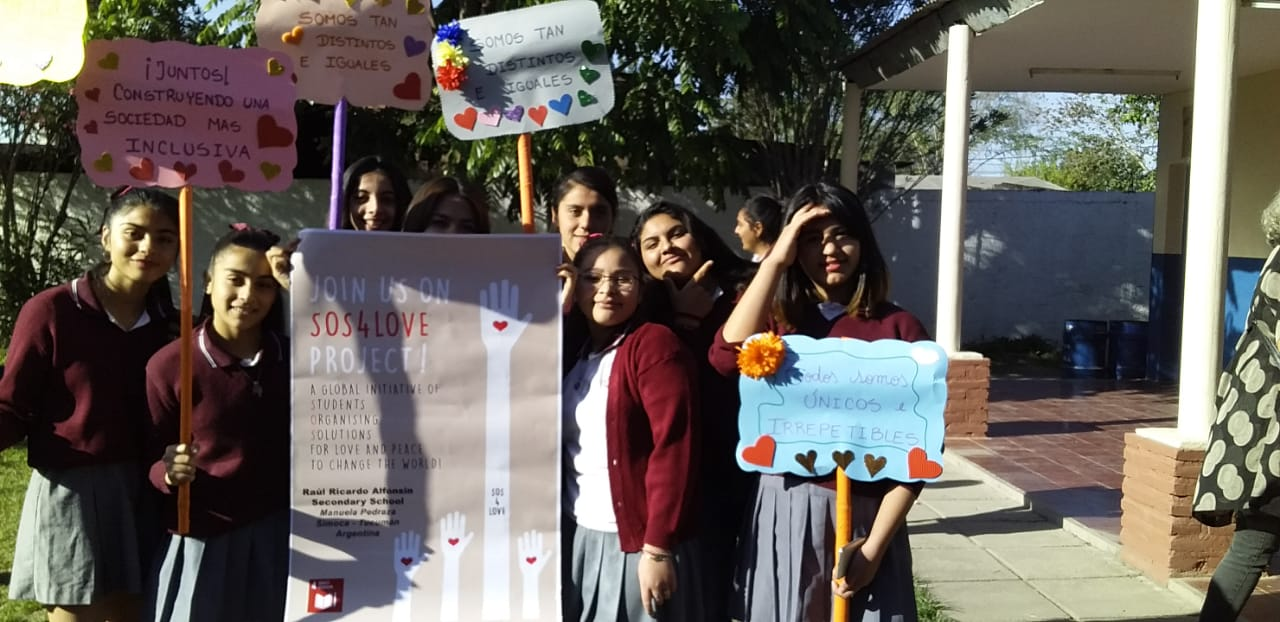 ¡JUNTOS!
CONSTRUYENDO UNA
SOCIEDAD MAS
INCLUSIVA
SOMOS TAN
DISTINTOS
E IGUALES
SOMOS TAN
DISTINTOS
E IGUALES
JOIN US ON
SOS4LOVE
PROJECT!
A GLOBAL INITIATIVE OF
STUDENTS
ORGANISING
SOLUTIONS
FOR LOVE AND PEACE
TO CHANGE THE WORLD!
Raúl Ricardo Alfonsín
Secondary School
Manuela Pedraza
Simoca - Tucumán
Argentina
SOS
4
LOVE
Todos somos
ÚNICOS e
IRREPETIBLES